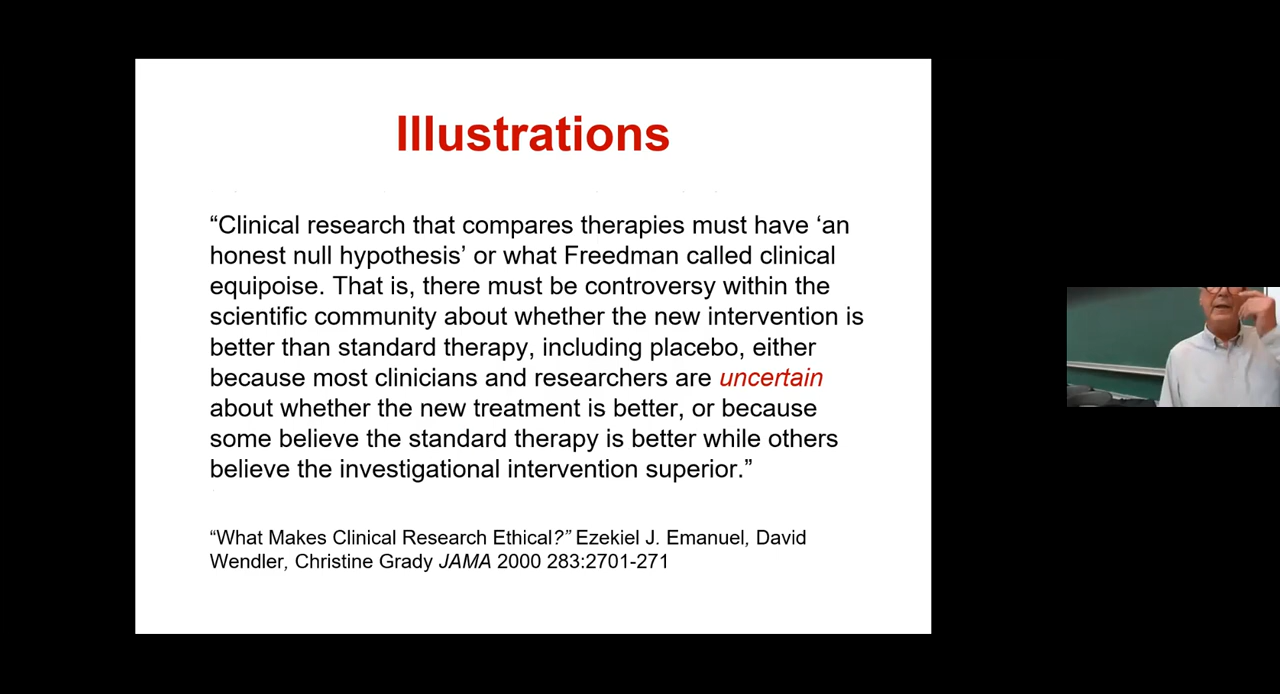 Illustrations
“Clinical research that compares therapies must have ‘an
honest null hypothesis’ or what Freedman called clinical
equipoise. That is, there must be controversy within the
scientific community about whether the new intervention is
better than standard therapy, including placebo, either
because most clinicians and researchers are uncertain
about whether the new treatment is better, or because
some believe the standard therapy is better while others
believe the investigational intervention superior.”
“What Makes Clinical Research Ethical?” Ezekiel J. Emanuel, David
Wendler, Christine Grady JAMA 2000 283:2701-271